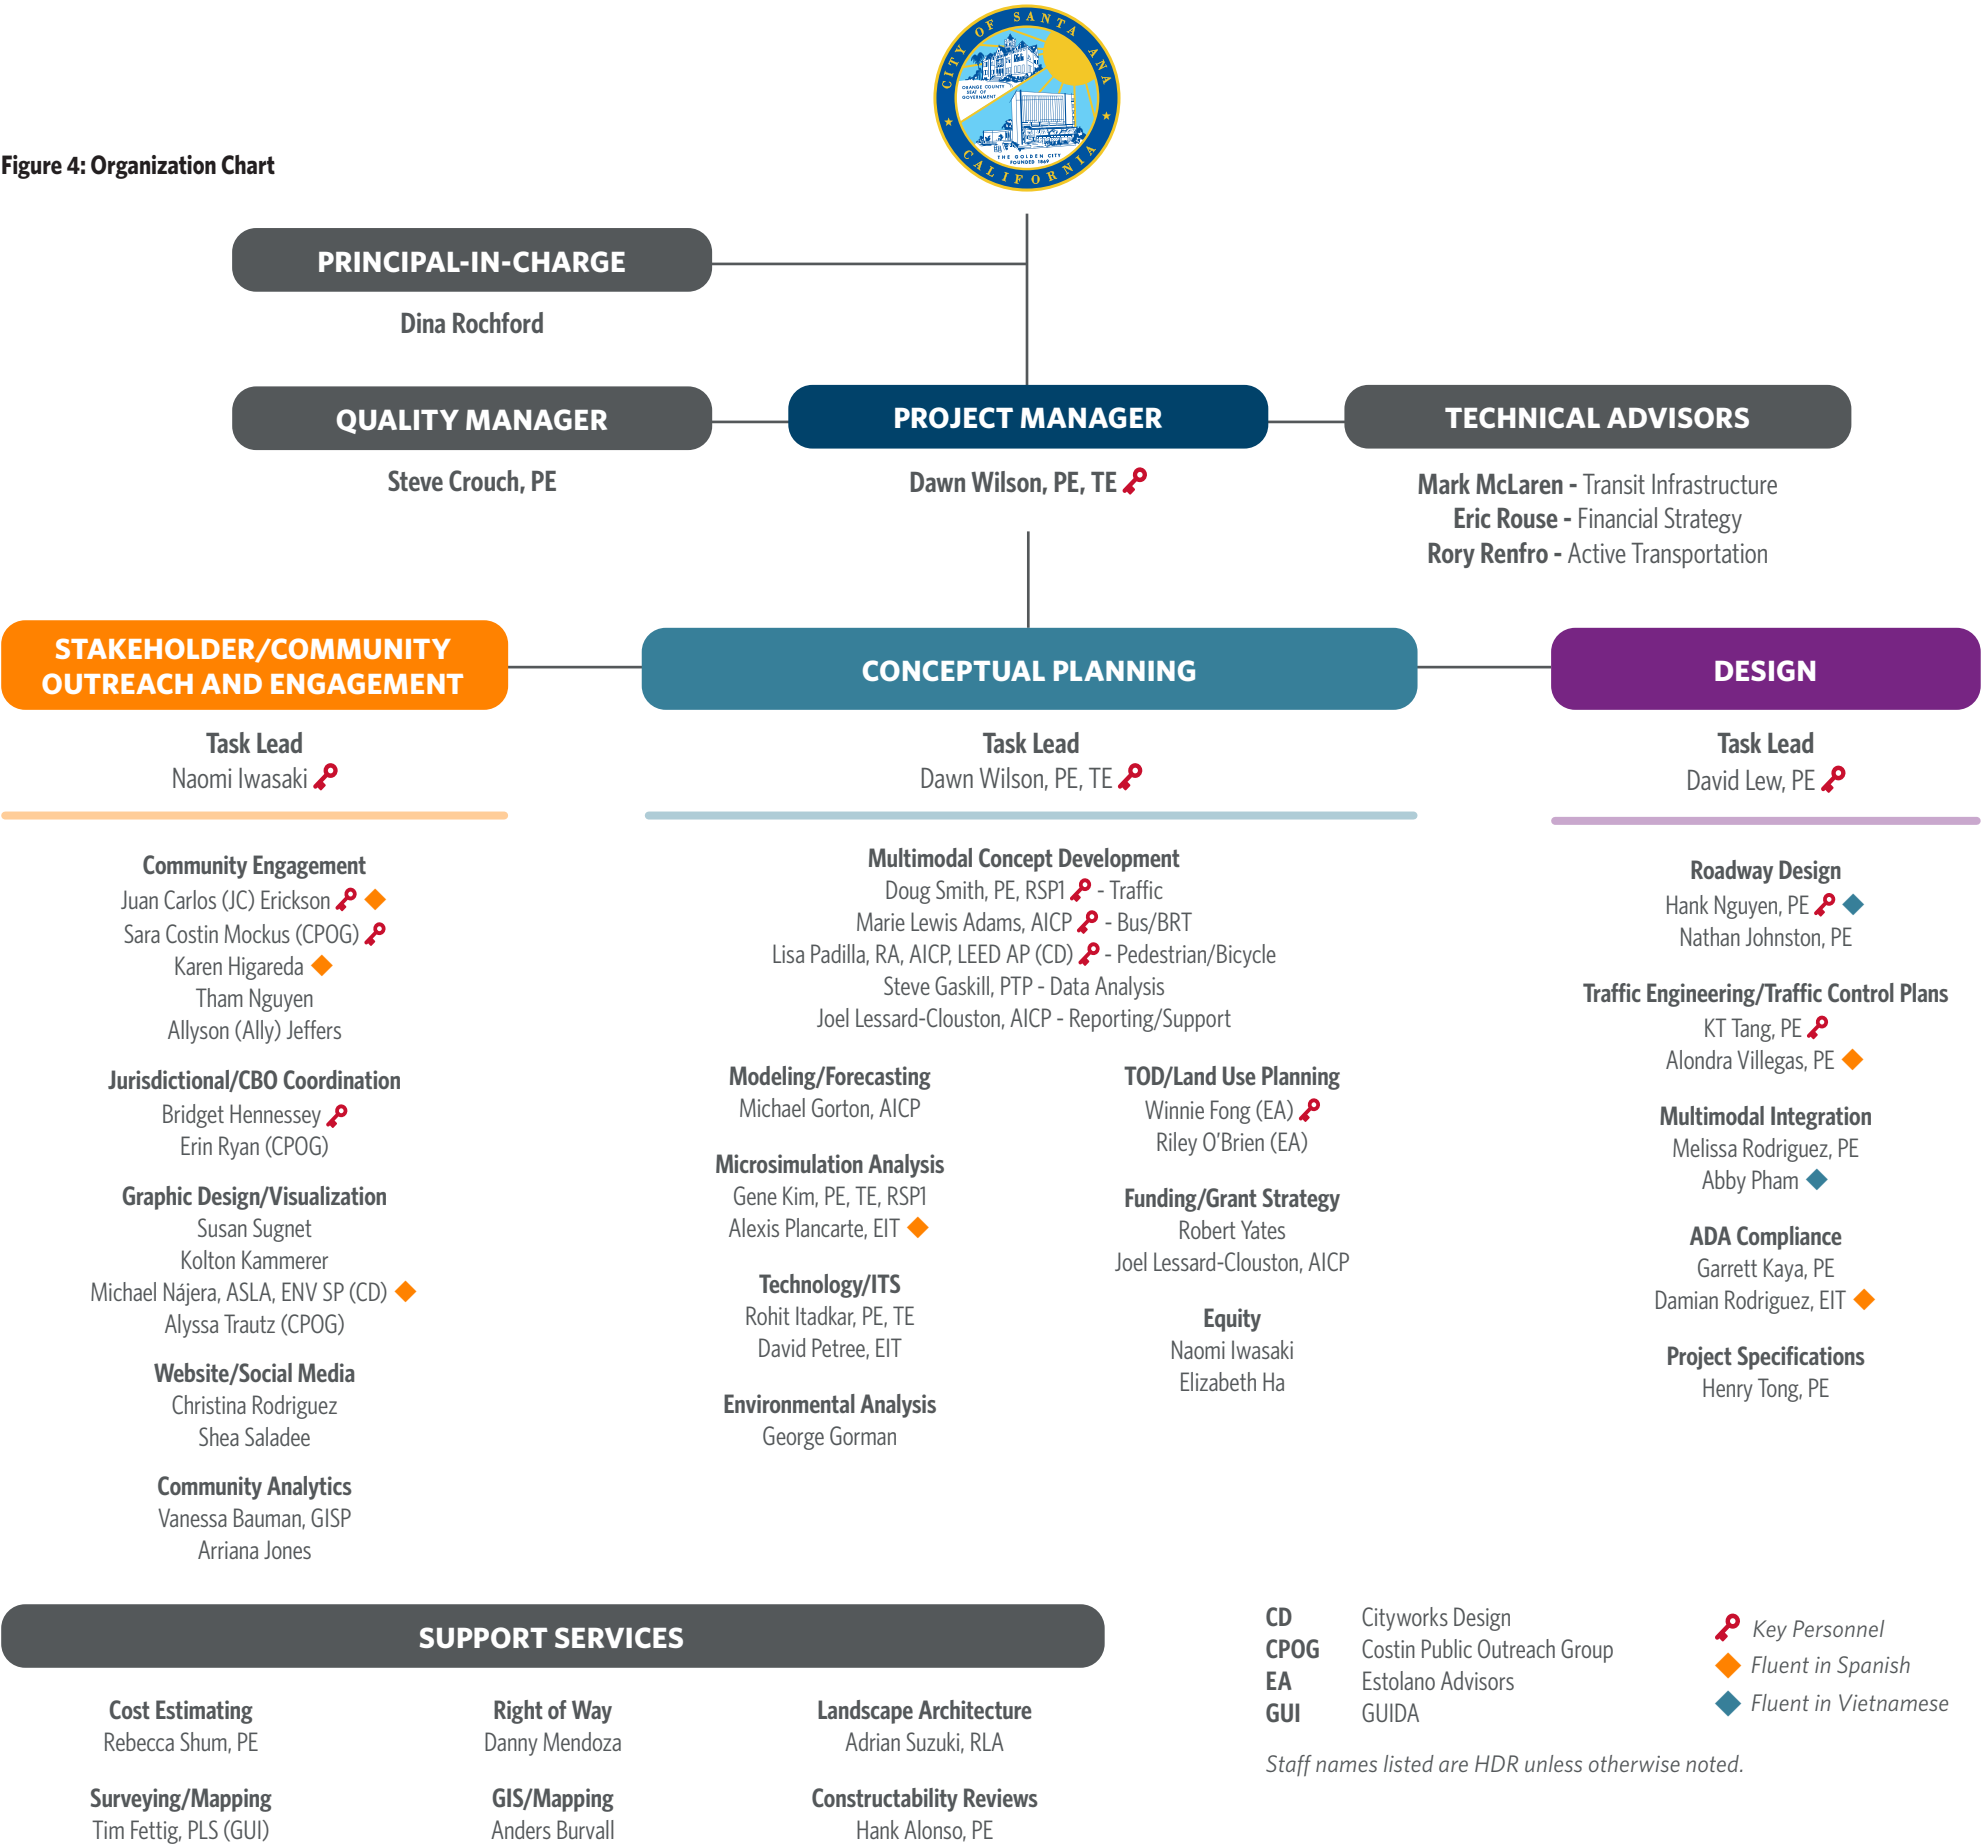 CITY OF SANTA ANA
ORANGE COUNTY
SEAT OF
GOVERNMENT
THE GOLDEN CITY
FOUNDED 1869
CALIFORNIA
Figure 4: Organization Chart
PRINCIPAL-IN-CHARGE
Dina Rochford
QUALITY MANAGER
Steve Crouch, PE
PROJECT MANAGER
Dawn Wilson, PE, TE
TECHNICAL ADVISORS
Mark McLaren - Transit Infrastructure
Eric Rouse - Financial Strategy
Rory Renfro - Active Transportation
STAKEHOLDER/COMMUNITY
OUTREACH AND ENGAGEMENT
Task Lead
Naomi Iwasaki
Community Engagement
Juan Carlos (JC) Erickson
Sara Costin Mockus (CPOG)
Karen Higareda
Tham Nguyen
Allyson (Ally) Jeffers
Jurisdictional/CBO Coordination
Bridget Hennessey
Erin Ryan (CPOG)
Graphic Design/Visualization
Susan Sugnet
Kolton Kammerer
Michael Nájera, ASLA, ENV SP (CD)
Alyssa Trautz (CPOG)
Website/Social Media
Christina Rodriguez
Shea Saladee
Community Analytics
Vanessa Bauman, GISP
Arriana Jones
CONCEPTUAL PLANNING
Task Lead
Dawn Wilson, PE, TE
Multimodal Concept Development
Doug Smith, PE, RSP1 - Traffic
Marie Lewis Adams, AICP - Bus/BRT
Lisa Padilla, RA, AICP, LEED AP (CD) - Pedestrian/Bicycle
Steve Gaskill, PTP - Data Analysis
Joel Lessard-Clouston, AICP - Reporting/Support
Modeling/Forecasting
Michael Gorton, AICP
Microsimulation Analysis
Gene Kim, PE, TE, RSP1
Alexis Plancarte, EIT
Technology/ITS
Rohit Itadkar, PE, TE
David Petree, EIT
Environmental Analysis
George Gorman
TOD/Land Use Planning
Winnie Fong (EA)
Riley O'Brien (EA)
Funding/Grant Strategy
Robert Yates
Joel Lessard-Clouston, AICP
Equity
Naomi Iwasaki
Elizabeth Ha
DESIGN
Task Lead
David Lew, PE
Roadway Design
Hank Nguyen, PE
Nathan Johnston, PE
Traffic Engineering/Traffic Control Plans
KT Tang, PE
Alondra Villegas, PE
Multimodal Integration
Melissa Rodriguez, PE
Abby Pham
ADA Compliance
Garrett Kaya, PE
Damian Rodriguez, EIT
Project Specifications
Henry Tong, PE
SUPPORT SERVICES
Cost Estimating
Rebecca Shum, PE
Surveying/Mapping
Tim Fettig, PLS (GUI)
Right of Way
Danny Mendoza
GIS/Mapping
Anders Burvall
Landscape Architecture
Adrian Suzuki, RLA
Constructability Reviews
Hank Alonso, PE
CD Cityworks Design
CPOG Costin Public Outreach Group
EA Estolano Advisors
GUI GUIDA
Key Personnel
Fluent in Spanish
Fluent in Vietnamese
Staff names listed are HDR unless otherwise noted.